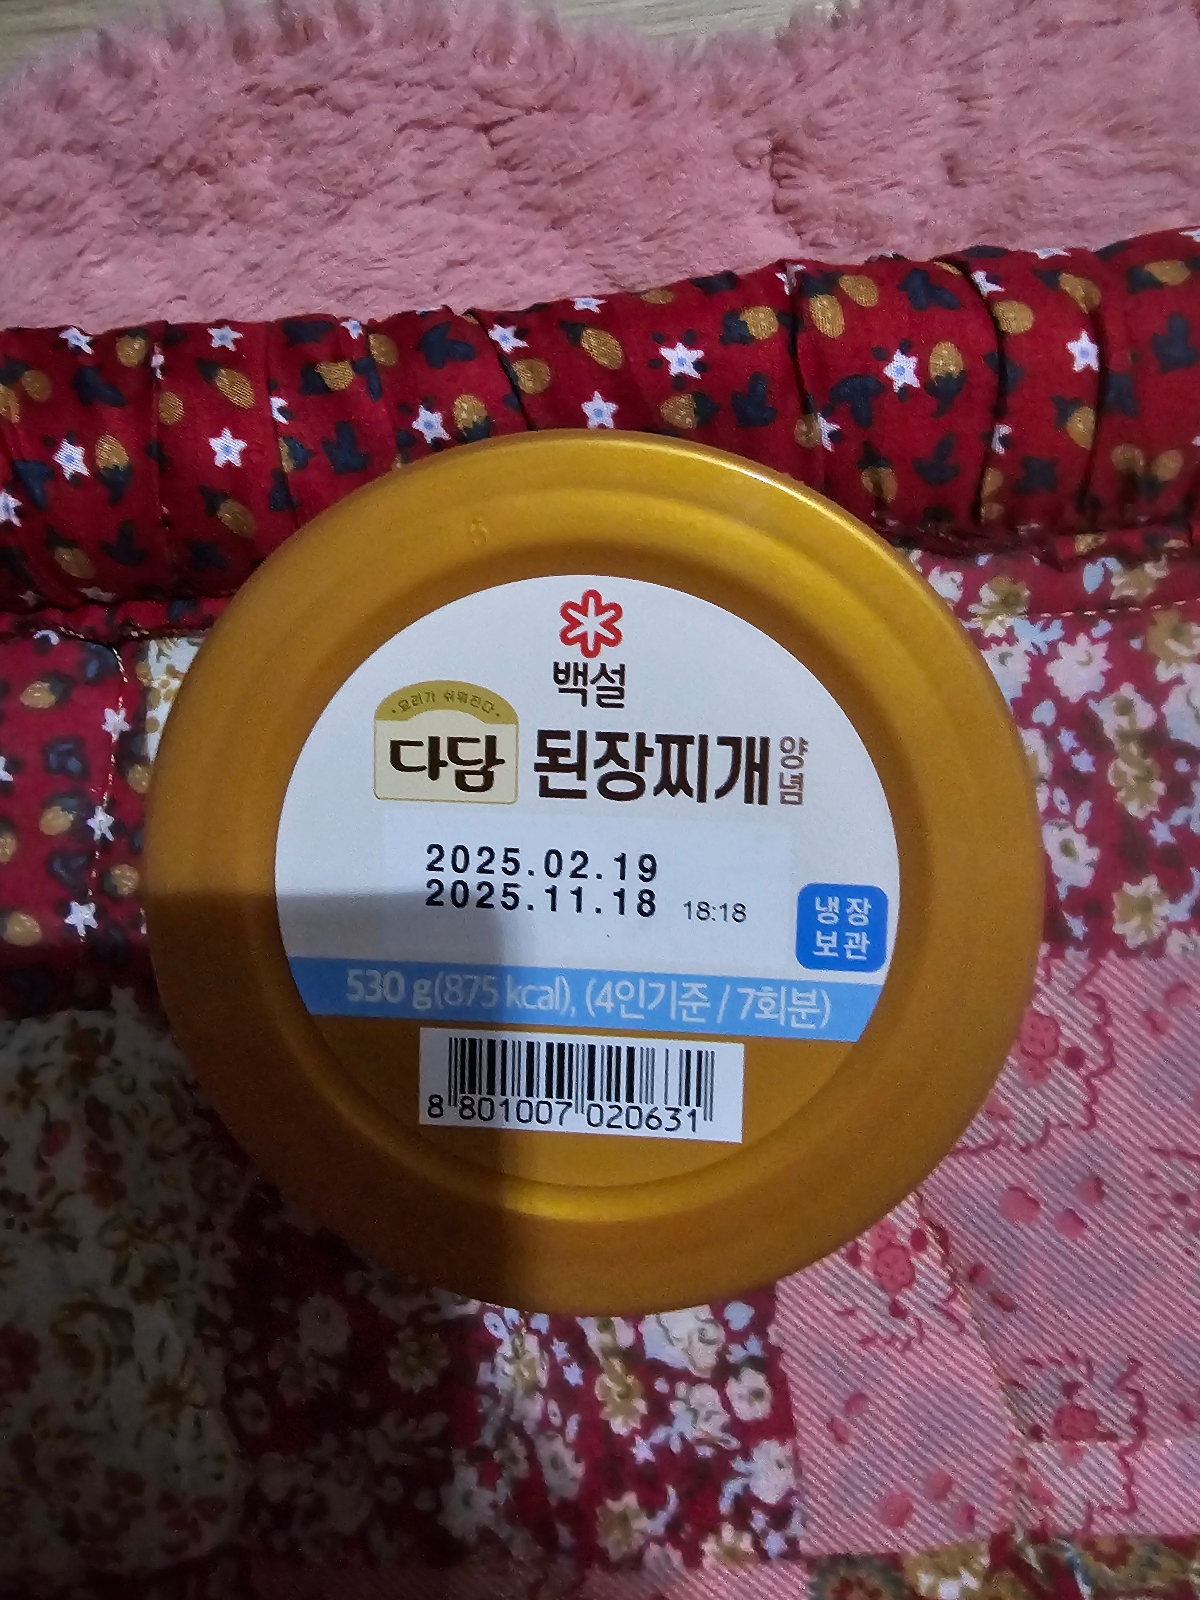 5
백설
·요리가 쉬워진다·
다담 된장찌개 양념
2025.02.19
2025.11.18 18:18
냉장
보관
530 g(875 kcal), (4인기준 / 7회분)
8 801007 020631